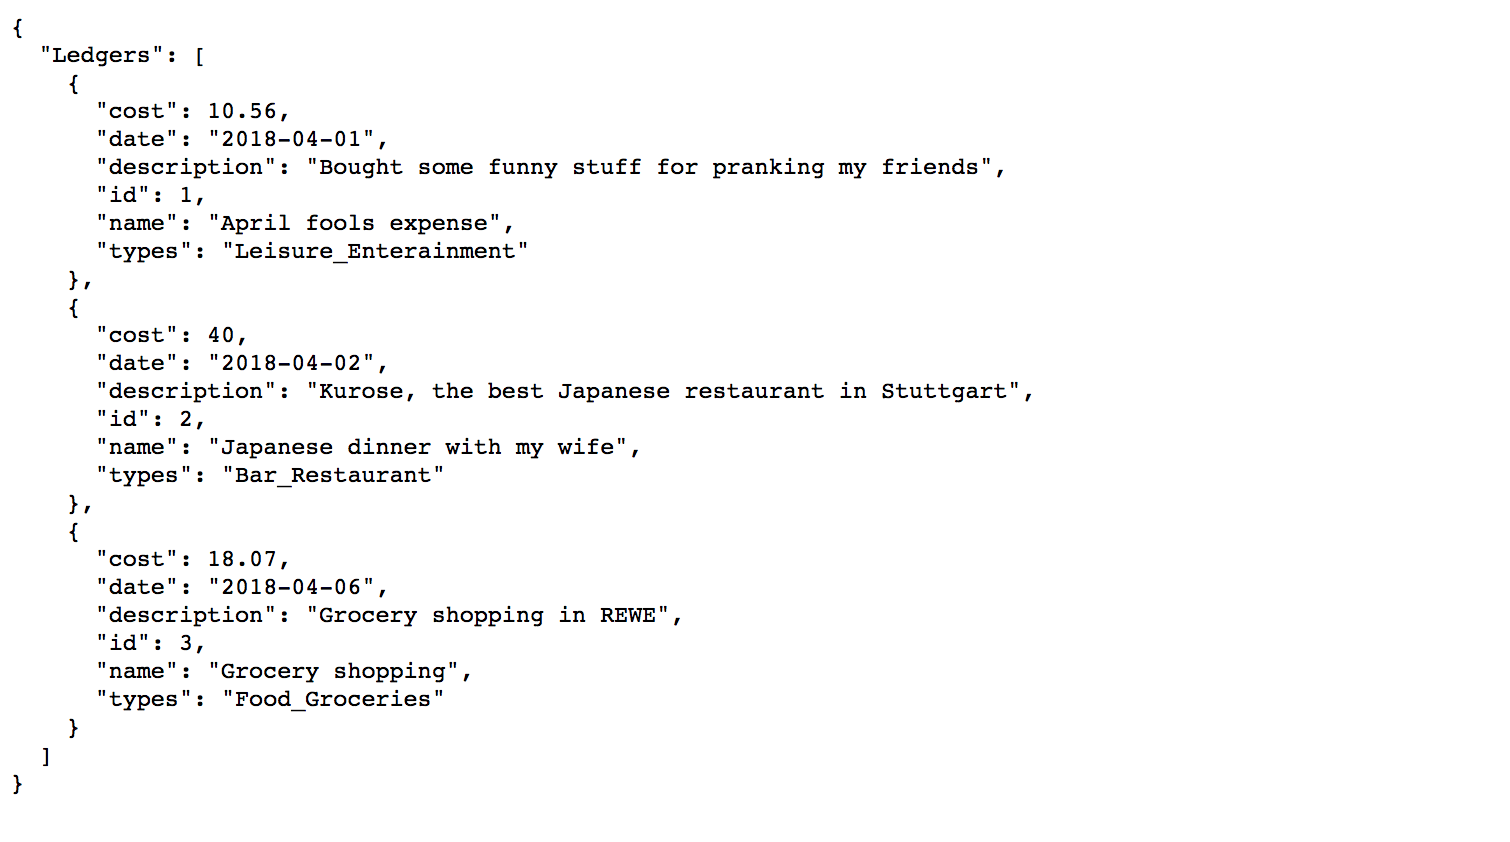 {
  "Ledgers": [
    {
      "cost": 10.56,
      "date": "2018-04-01",
      "description": "Bought some funny stuff for pranking my friends",
      "id": 1,
      "name": "April fools expense",
      "types": "Leisure_Enterainment"
    },
    {
      "cost": 40,
      "date": "2018-04-02",
      "description": "Kurose, the best Japanese restaurant in Stuttgart",
      "id": 2,
      "name": "Japanese dinner with my wife",
      "types": "Bar_Restaurant"
    },
    {
      "cost": 18.07,
      "date": "2018-04-06",
      "description": "Grocery shopping in REWE",
      "id": 3,
      "name": "Grocery shopping",
      "types": "Food_Groceries"
    }
  ]
}